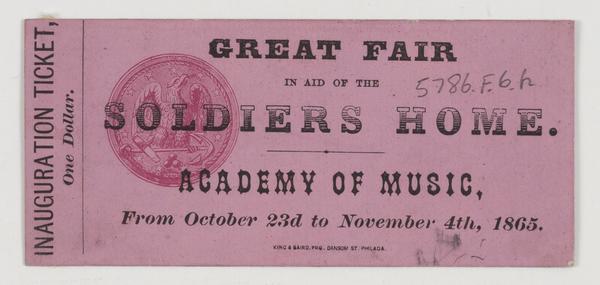 INAUGURATION TICKET,
One Dollar.
GREAT FAIR
IN AID OF THE
5786.F.6.h
SOLDIERS HOME.
ACADEMY OF MUSIC,
From October 23d to November 4th, 1865.
KING & BAIRD, PRS. SANSOM ST. PHILADA.